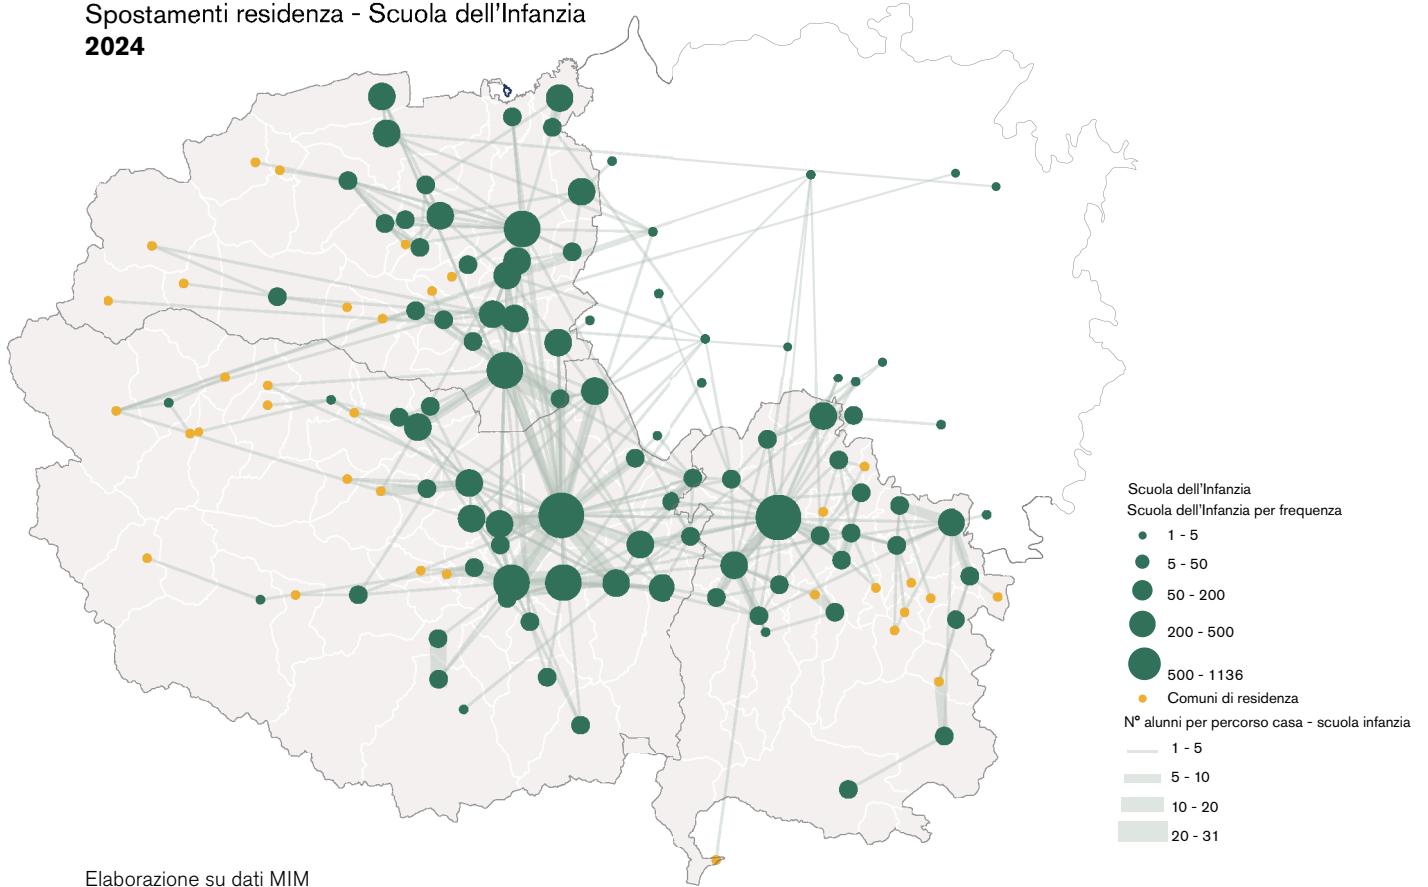 Spostamenti residenza - Scuola dell'Infanzia
2024
Scuola dell'Infanzia
Scuola dell'Infanzia per frequenza
1 - 5
5 - 50
50 - 200
200 - 500
500 - 1136
Comuni di residenza
N° alunni per percorso casa - scuola infanzia
1 - 5
5 - 10
10 - 20
20 - 31
Elaborazione su dati MIM